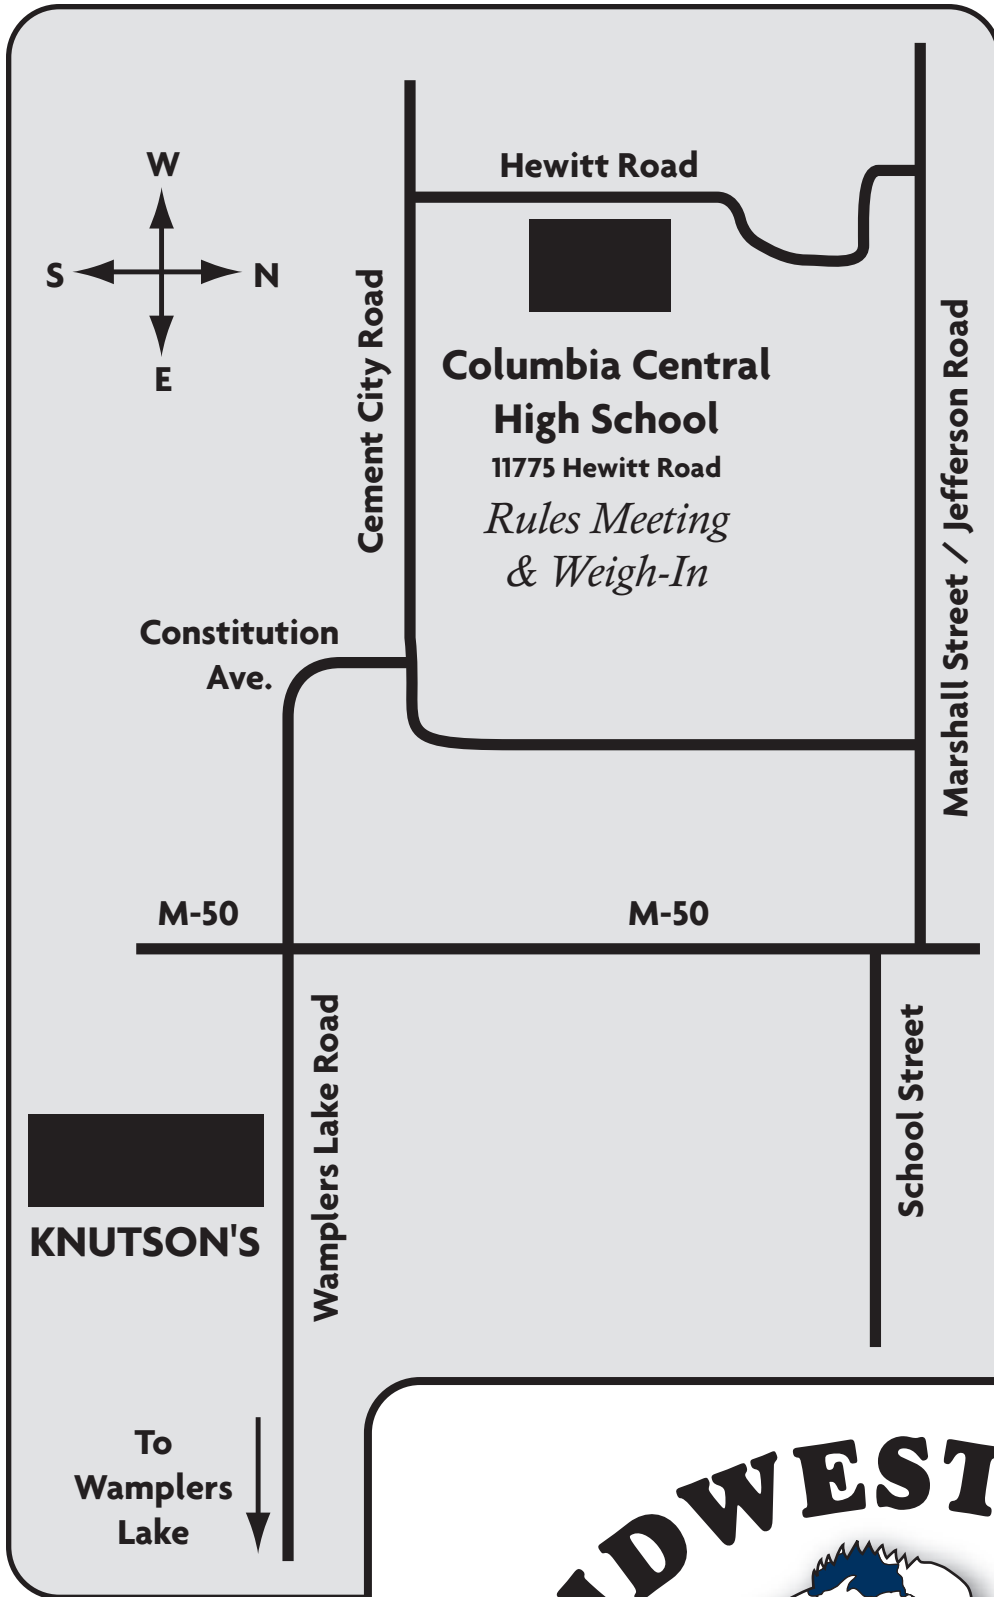 Hewitt Road
W
S
N
E
Cement City Road
Columbia Central
High School
11775 Hewitt Road
Rules Meeting
& Weigh-In
Marshall Street / Jefferson Road
Constitution
Ave.
M-50
M-50
Wamplers Lake Road
School Street
KNUTSON'S
To
Wamplers
Lake
DWEST